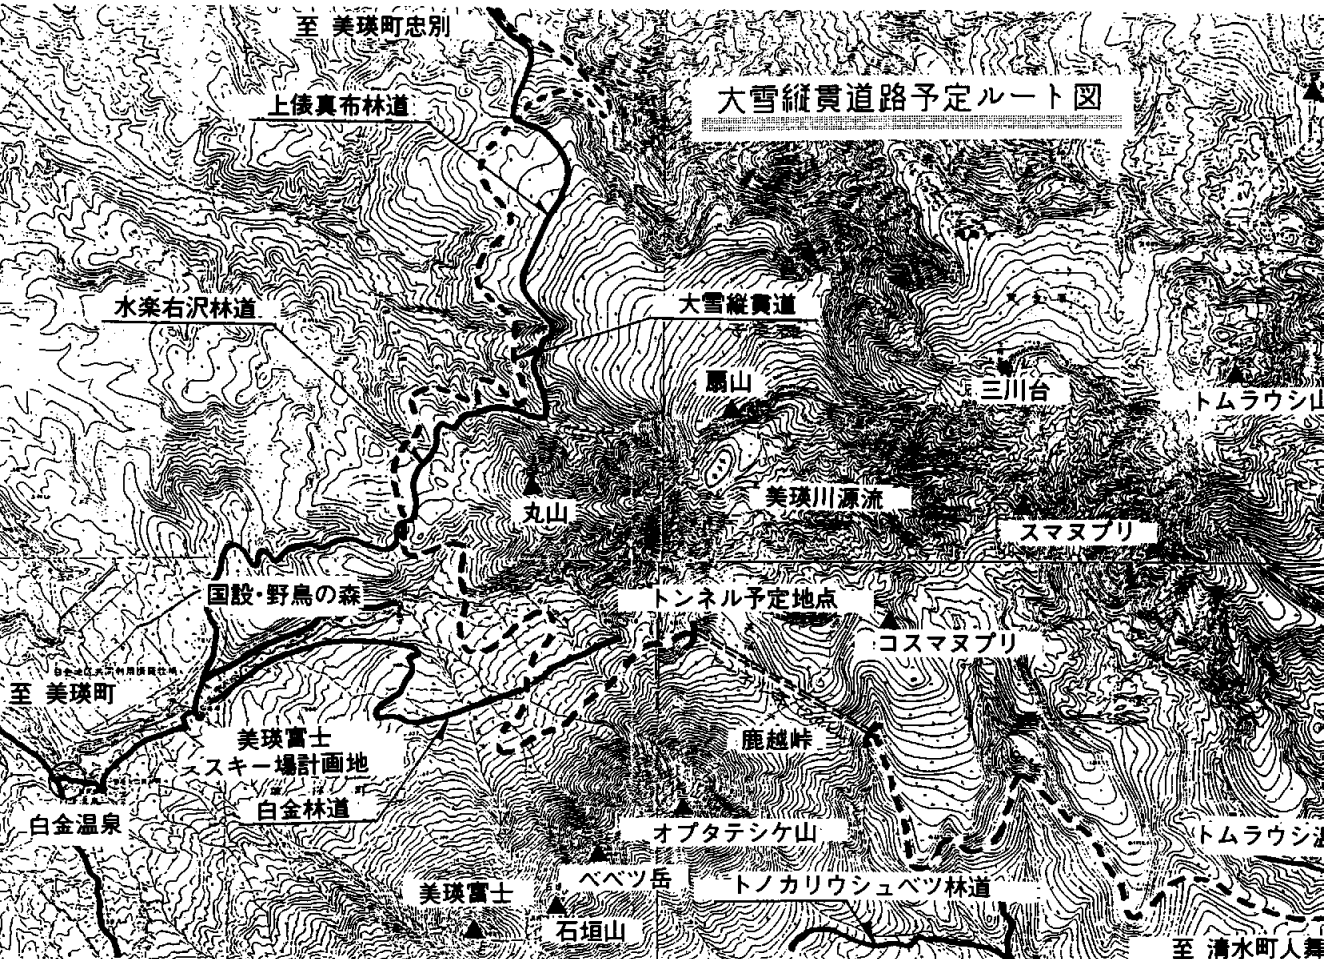 至 美瑛町忠別
大雪縦貫道路予定ルート図
上俵真布林道
水楽右沢林道
大雪縦貫道
扇山
三川台
トムラウシ山
美瑛川源流
丸山
スマヌプリ
国設・野鳥の森
トンネル予定地点
コスマヌプリ
至 美瑛町
美瑛富士
スキー場計画地
鹿越峠
白金林道
白金温泉
オプタテシケ山
トムラウシ温
ベベツ岳
トノカリウシュベツ林道
美瑛富士
石垣山
至 清水町人舞